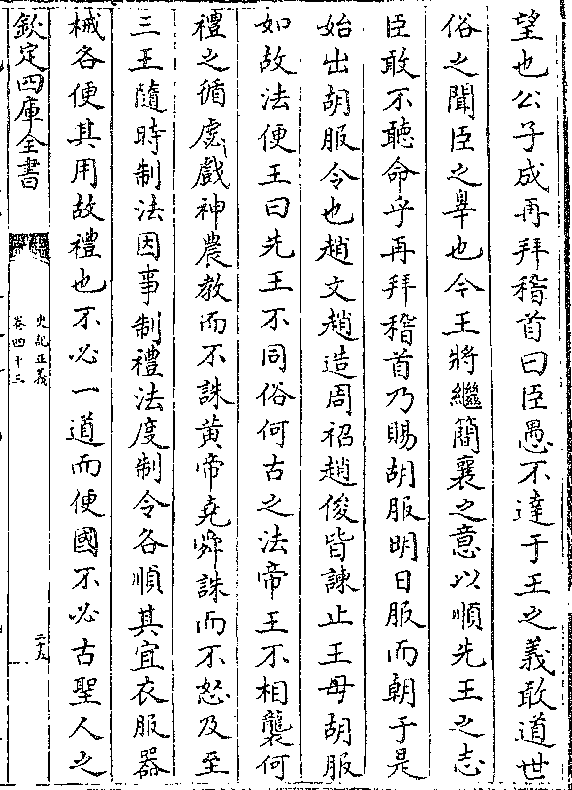 望也公子成再拜稽首曰臣愚不達于王之義敢道世
俗之聞臣之辠也今王將繼簡襄之意以順先王之志
臣敢不聽命乎再拜稽首乃賜胡服明日服而朝于是
始出胡服令也趙文趙造周袑趙俊皆諫止王毋胡服
如故法便王曰先王不同俗何古之法帝王不相襲何
禮之循虙戲神農教而不誅黄帝堯舜誅而不怒及至
三王隨時制法因事制禮法度制令各順其宜衣服器
械各便其用故禮也不必一道而便國不必古聖人之
欽定四庫全書
史記正義
卷四十三
二十九